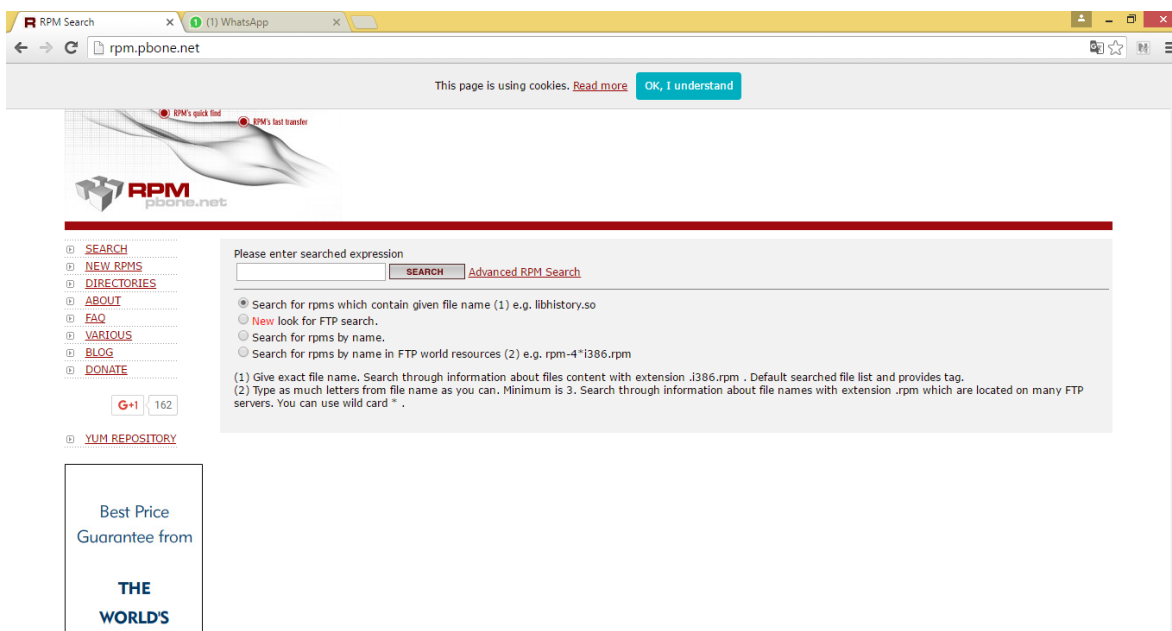 RPM Search
(1) WhatsApp
rpm.pbone.net
This page is using cookies. Read more OK, I understand
RPM's quick find
RPM's fast transfer
RPM
pbone.net
SEARCH
NEW RPMS
DIRECTORIES
ABOUT
FAQ
VARIOUS
BLOG
DONATE
G+1 162
YUM REPOSITORY
Best Price
Guarantee from
THE
WORLD'S
Please enter searched expression
SEARCH Advanced RPM Search
Search for rpms which contain given file name (1) e.g. libhistory.so
New look for FTP search.
Search for rpms by name.
Search for rpms by name in FTP world resources (2) e.g. rpm-4*i386.rpm
(1) Give exact file name. Search through information about files content with extension .i386.rpm . Default searched file list and provides tag.
(2) Type as much letters from file name as you can. Minimum is 3. Search through information about file names with extension .rpm which are located on many FTP
servers. You can use wild card * .